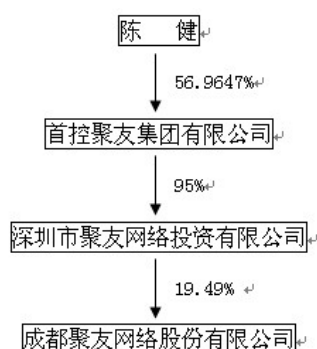 陈 健
56.9647%
首控聚友集团有限公司
95%
深圳市聚友网络投资有限公司
19.49%
成都聚友网络股份有限公司